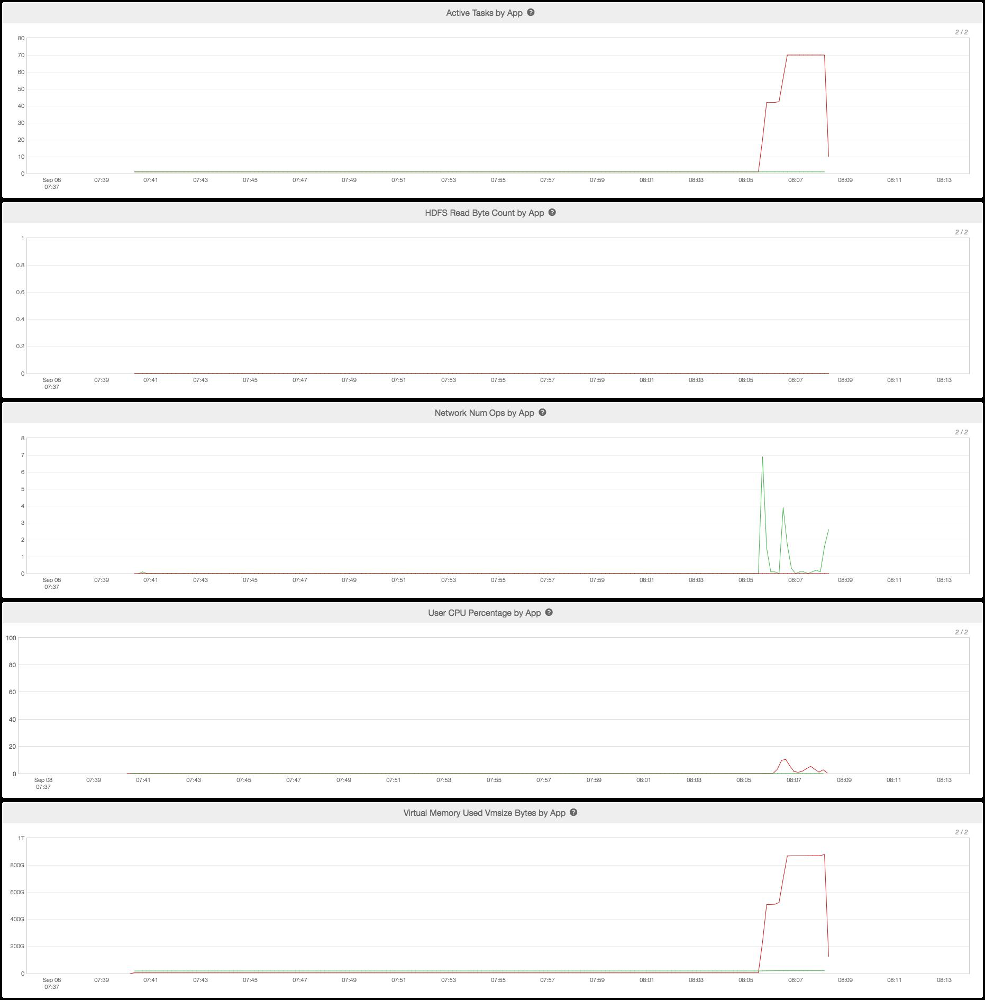 Active Tasks by App ?
2 / 2
80
70
60
50
40
30
20
10
0
Sep 08 07:39 07:41 07:43 07:45 07:47 07:49 07:51 07:53 07:55 07:57 07:59 08:01 08:03 08:05 08:07 08:09 08:11 08:13
07:37
HDFS Read Byte Count by App ?
2 / 2
1
0.8
0.6
0.4
0.2
0
Sep 08 07:39 07:41 07:43 07:45 07:47 07:49 07:51 07:53 07:55 07:57 07:59 08:01 08:03 08:05 08:07 08:09 08:11 08:13
07:37
Network Num Ops by App ?
2 / 2
8
7
6
5
4
3
2
1
0
Sep 08 07:39 07:41 07:43 07:45 07:47 07:49 07:51 07:53 07:55 07:57 07:59 08:01 08:03 08:05 08:07 08:09 08:11 08:13
07:37
User CPU Percentage by App ?
2 / 2
100
80
60
40
20
0
Sep 08 07:39 07:41 07:43 07:45 07:47 07:49 07:51 07:53 07:55 07:57 07:59 08:01 08:03 08:05 08:07 08:09 08:11 08:13
07:37
Virtual Memory Used Vmsize Bytes by App ?
2 / 2
1T
800G
600G
400G
200G
0
Sep 08 07:39 07:41 07:43 07:45 07:47 07:49 07:51 07:53 07:55 07:57 07:59 08:01 08:03 08:05 08:07 08:09 08:11 08:13
07:37